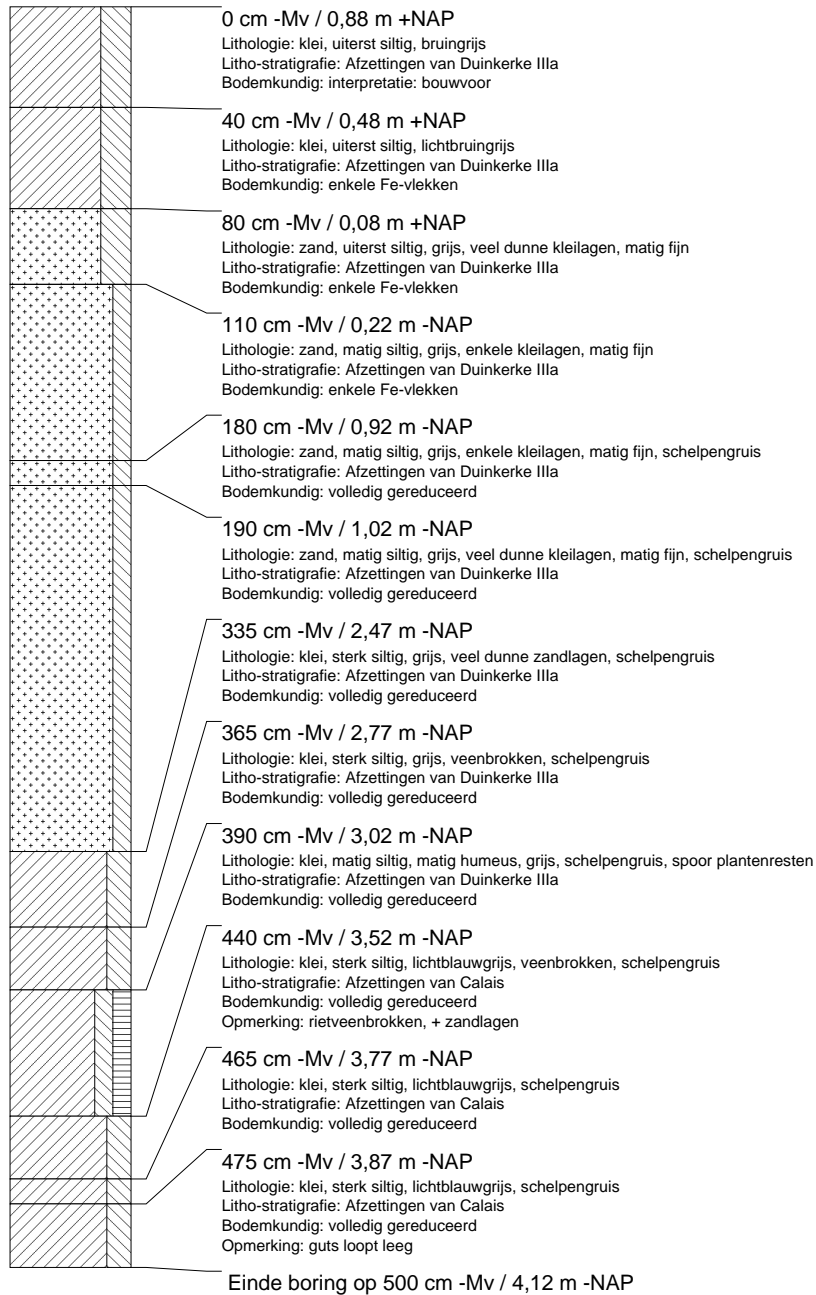 0 cm -Mv / 0,88 m +NAP
Lithologie: klei, uiterst siltig, bruingrijs
Litho-stratigrafie: Afzettingen van Duinkerke IIIa
Bodemkundig: interpretatie: bouwvoor
40 cm -Mv / 0,48 m +NAP
Lithologie: klei, uiterst siltig, lichtbruingrijs
Litho-stratigrafie: Afzettingen van Duinkerke IIIa
Bodemkundig: enkele Fe-vlekken
80 cm -Mv / 0,08 m +NAP
Lithologie: zand, uiterst siltig, grijs, veel dunne kleilagen, matig fijn
Litho-stratigrafie: Afzettingen van Duinkerke IIIa
Bodemkundig: enkele Fe-vlekken
110 cm -Mv / 0,22 m -NAP
Lithologie: zand, matig siltig, grijs, enkele kleilagen, matig fijn
Litho-stratigrafie: Afzettingen van Duinkerke IIIa
Bodemkundig: enkele Fe-vlekken
180 cm -Mv / 0,92 m -NAP
Lithologie: zand, matig siltig, grijs, enkele kleilagen, matig fijn, schelpengruis
Litho-stratigrafie: Afzettingen van Duinkerke IIIa
Bodemkundig: volledig gereduceerd
190 cm -Mv / 1,02 m -NAP
Lithologie: zand, matig siltig, grijs, veel dunne kleilagen, matig fijn, schelpengruis
Litho-stratigrafie: Afzettingen van Duinkerke IIIa
Bodemkundig: volledig gereduceerd
335 cm -Mv / 2,47 m -NAP
Lithologie: klei, sterk siltig, grijs, veel dunne zandlagen, schelpengruis
Litho-stratigrafie: Afzettingen van Duinkerke IIIa
Bodemkundig: volledig gereduceerd
365 cm -Mv / 2,77 m -NAP
Lithologie: klei, sterk siltig, grijs, veenbrokken, schelpengruis
Litho-stratigrafie: Afzettingen van Duinkerke IIIa
Bodemkundig: volledig gereduceerd
390 cm -Mv / 3,02 m -NAP
Lithologie: klei, matig siltig, matig humeus, grijs, schelpengruis, spoor plantenresten
Litho-stratigrafie: Afzettingen van Duinkerke IIIa
Bodemkundig: volledig gereduceerd
440 cm -Mv / 3,52 m -NAP
Lithologie: klei, sterk siltig, lichtblauwgrijs, veenbrokken, schelpengruis
Litho-stratigrafie: Afzettingen van Calais
Bodemkundig: volledig gereduceerd
Opmerking: rietveenbrokken, + zandlagen
465 cm -Mv / 3,77 m -NAP
Lithologie: klei, sterk siltig, lichtblauwgrijs, schelpengruis
Litho-stratigrafie: Afzettingen van Calais
Bodemkundig: volledig gereduceerd
475 cm -Mv / 3,87 m -NAP
Lithologie: klei, sterk siltig, lichtblauwgrijs, schelpengruis
Litho-stratigrafie: Afzettingen van Calais
Bodemkundig: volledig gereduceerd
Opmerking: guts loopt leeg
Einde boring op 500 cm -Mv / 4,12 m -NAP